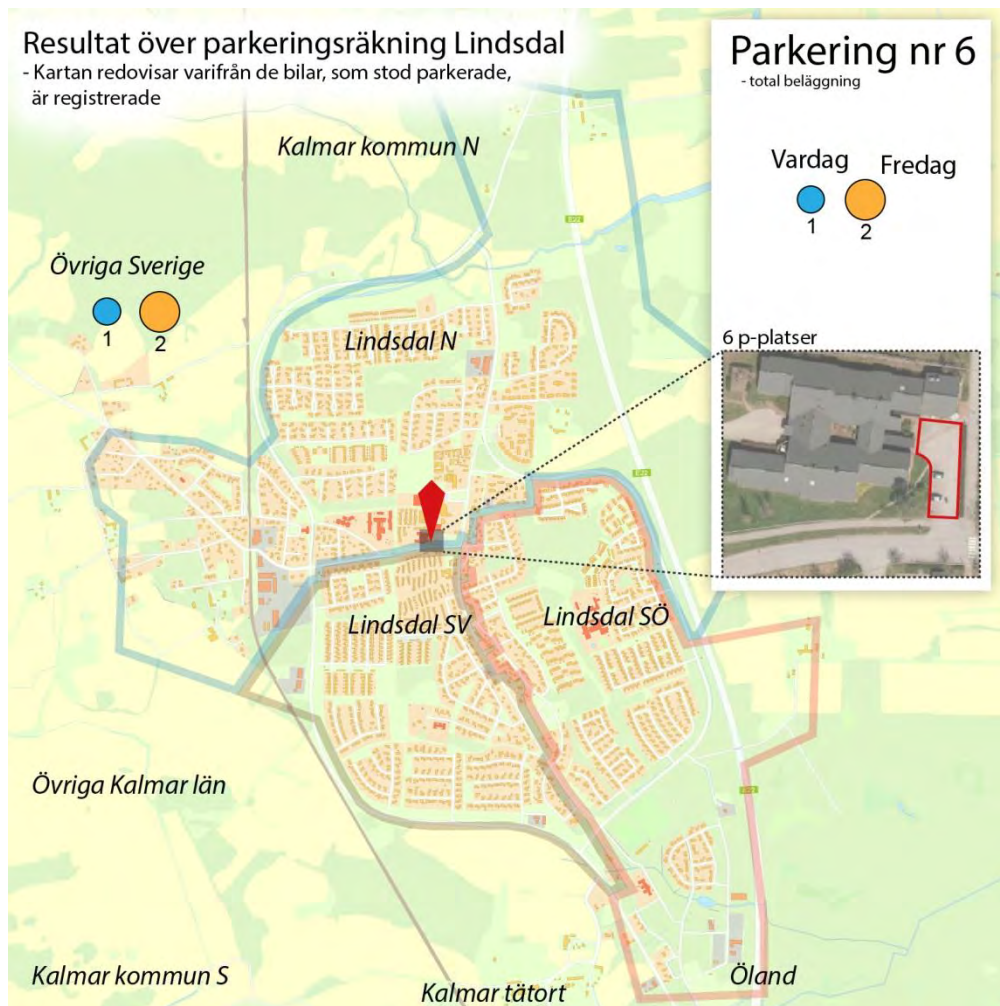 Resultat över parkeringsräkning Lindsdal
- Kartan redovisar varifrån de bilar, som stod parkerade,
är registrerade
Parkering nr 6
- total beläggning
Vardag
Fredag
1
2
Kalmar kommun N
Övriga Sverige
1
2
Lindsdal N
6 p-platser
Lindsdal SV
Lindsdal SÖ
Övriga Kalmar län
Kalmar kommun S
Kalmar tätort
Öland